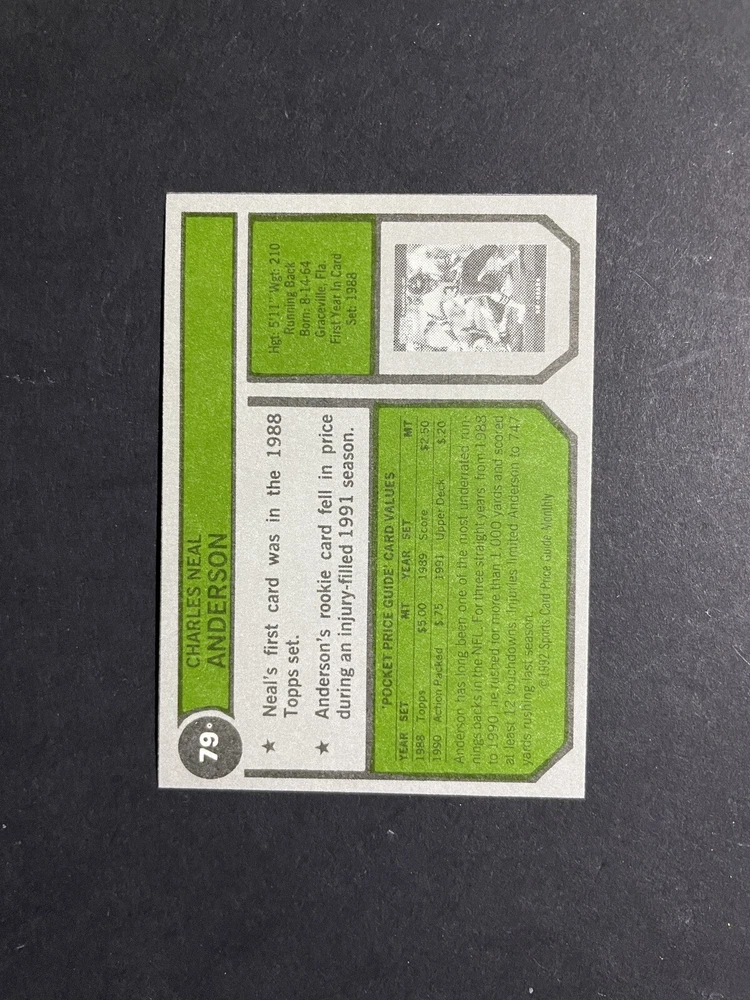 79
CHARLES NEAL
ANDERSON
★ Neal's first card was in the 1988
Topps set.
★ Anderson's rookie card fell in price
during an injury-filled 1991 season.
Hgt: 5'11" Wgt: 210
Running Back
Born: 8-14-64
Graceville, Fla.
First Year In Card
Set: 1988
'POCKET PRICE GUIDE' CARD VALUES
YEAR SET MT YEAR SET MT
1988 Topps $5.00 1989 Score $2.50
1990 Action Packed $.75 1991 Upper Deck $.20
Anderson has long been one of the most underrated run-
nings backs in the NFL. For three straight years from 1988
to 1990, he rushed for more than 1,000 yards and scored
at least 12 touchdowns. Injuries limited Anderson to 747
yards rushing last season.
©1992 Sports Card Price Guide Monthly